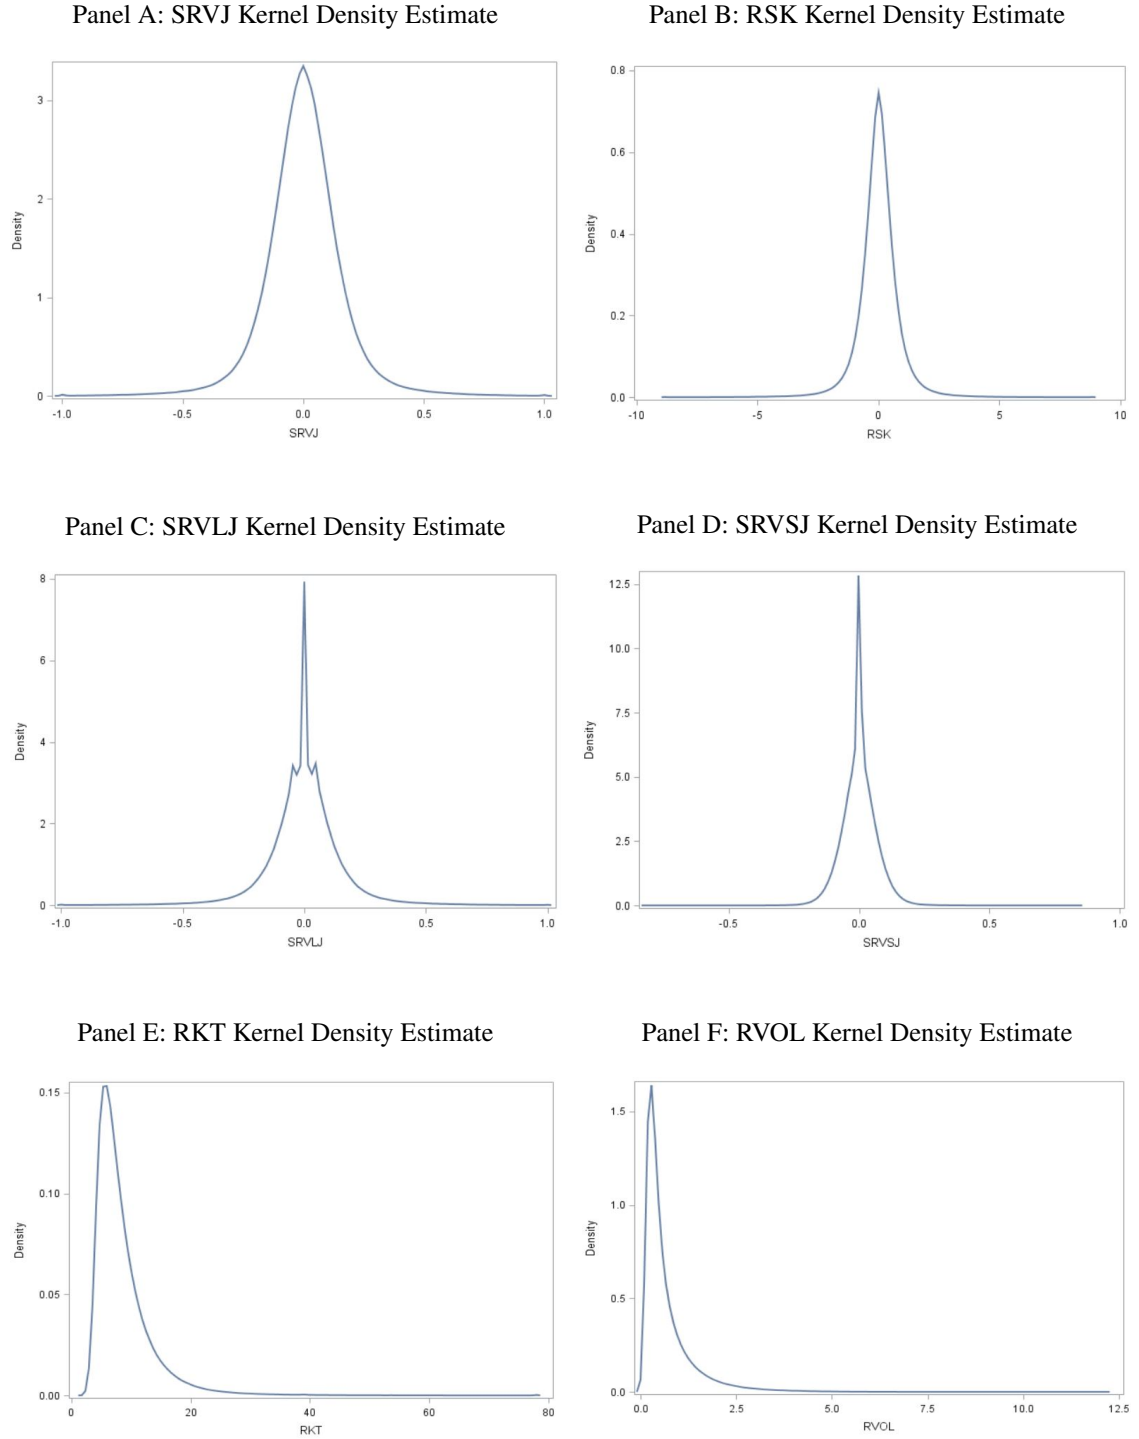 Panel A: SRVJ Kernel Density Estimate
3
2
1
0
Density
-1.0 -0.5 0.0 0.5 1.0
SRVJ
Panel B: RSK Kernel Density Estimate
0.8
0.6
0.4
0.2
0.0
Density
-10 -5 0 5 10
RSK
Panel C: SRVLJ Kernel Density Estimate
8
6
4
2
0
Density
-1.0 -0.5 0.0 0.5 1.0
SRVLJ
Panel D: SRVSJ Kernel Density Estimate
12.5
10.0
7.5
5.0
2.5
0.0
Density
-0.5 0.0 0.5 1.0
SRVSJ
Panel E: RKT Kernel Density Estimate
0.15
0.10
0.05
0.00
Density
0 20 40 60 80
RKT
Panel F: RVOL Kernel Density Estimate
1.5
1.0
0.5
0.0
Density
0.0 2.5 5.0 7.5 10.0 12.5
RVOL